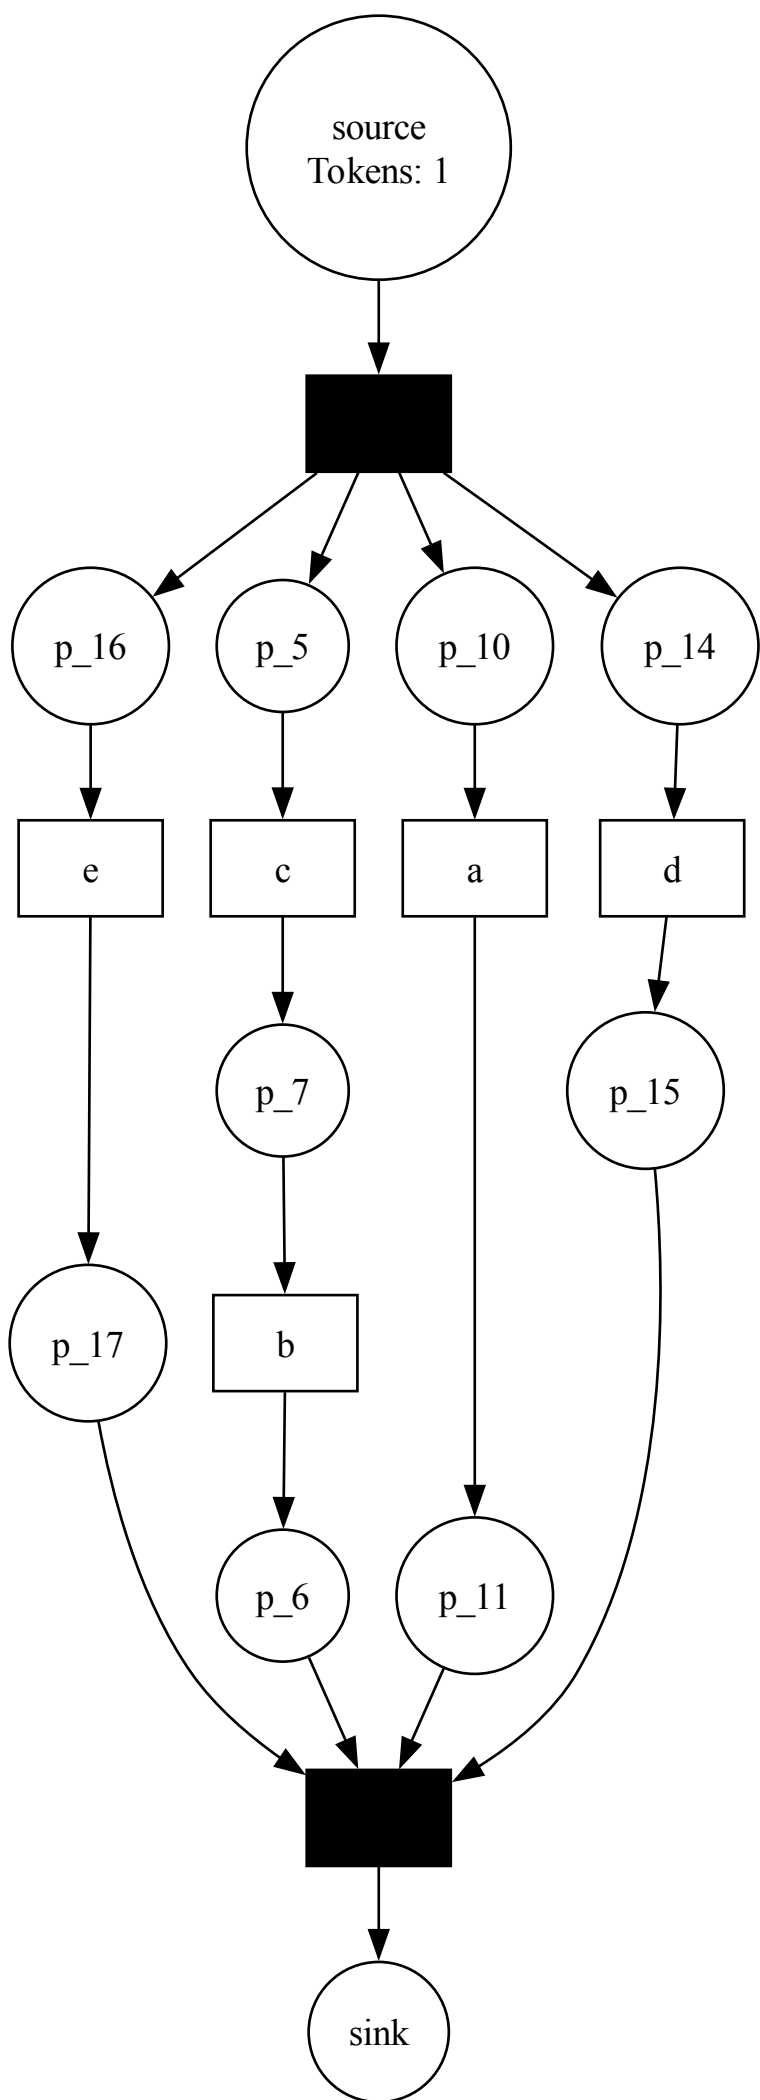 source
Tokens: 1
p_16
p_5
p_10
p_14
e
c
a
d
p_7
p_15
p_17
b
p_6
p_11
sink